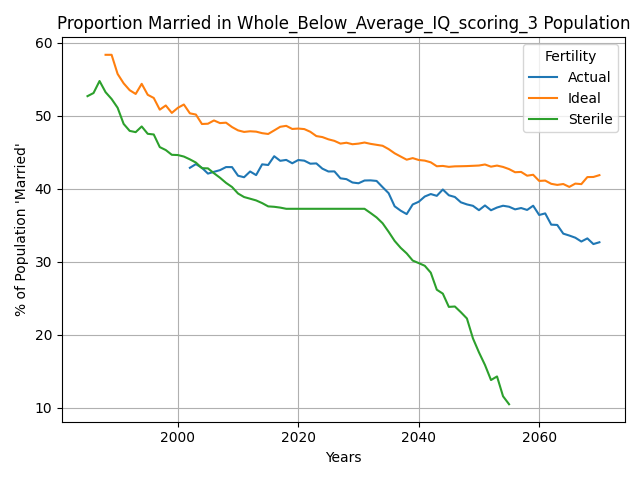 Proportion Married in Whole_Below_Average_IQ_scoring_3 Population
60
50
40
30
20
10
% of Population 'Married'
Fertility
Actual
Ideal
Sterile
2000
2020
2040
2060
Years